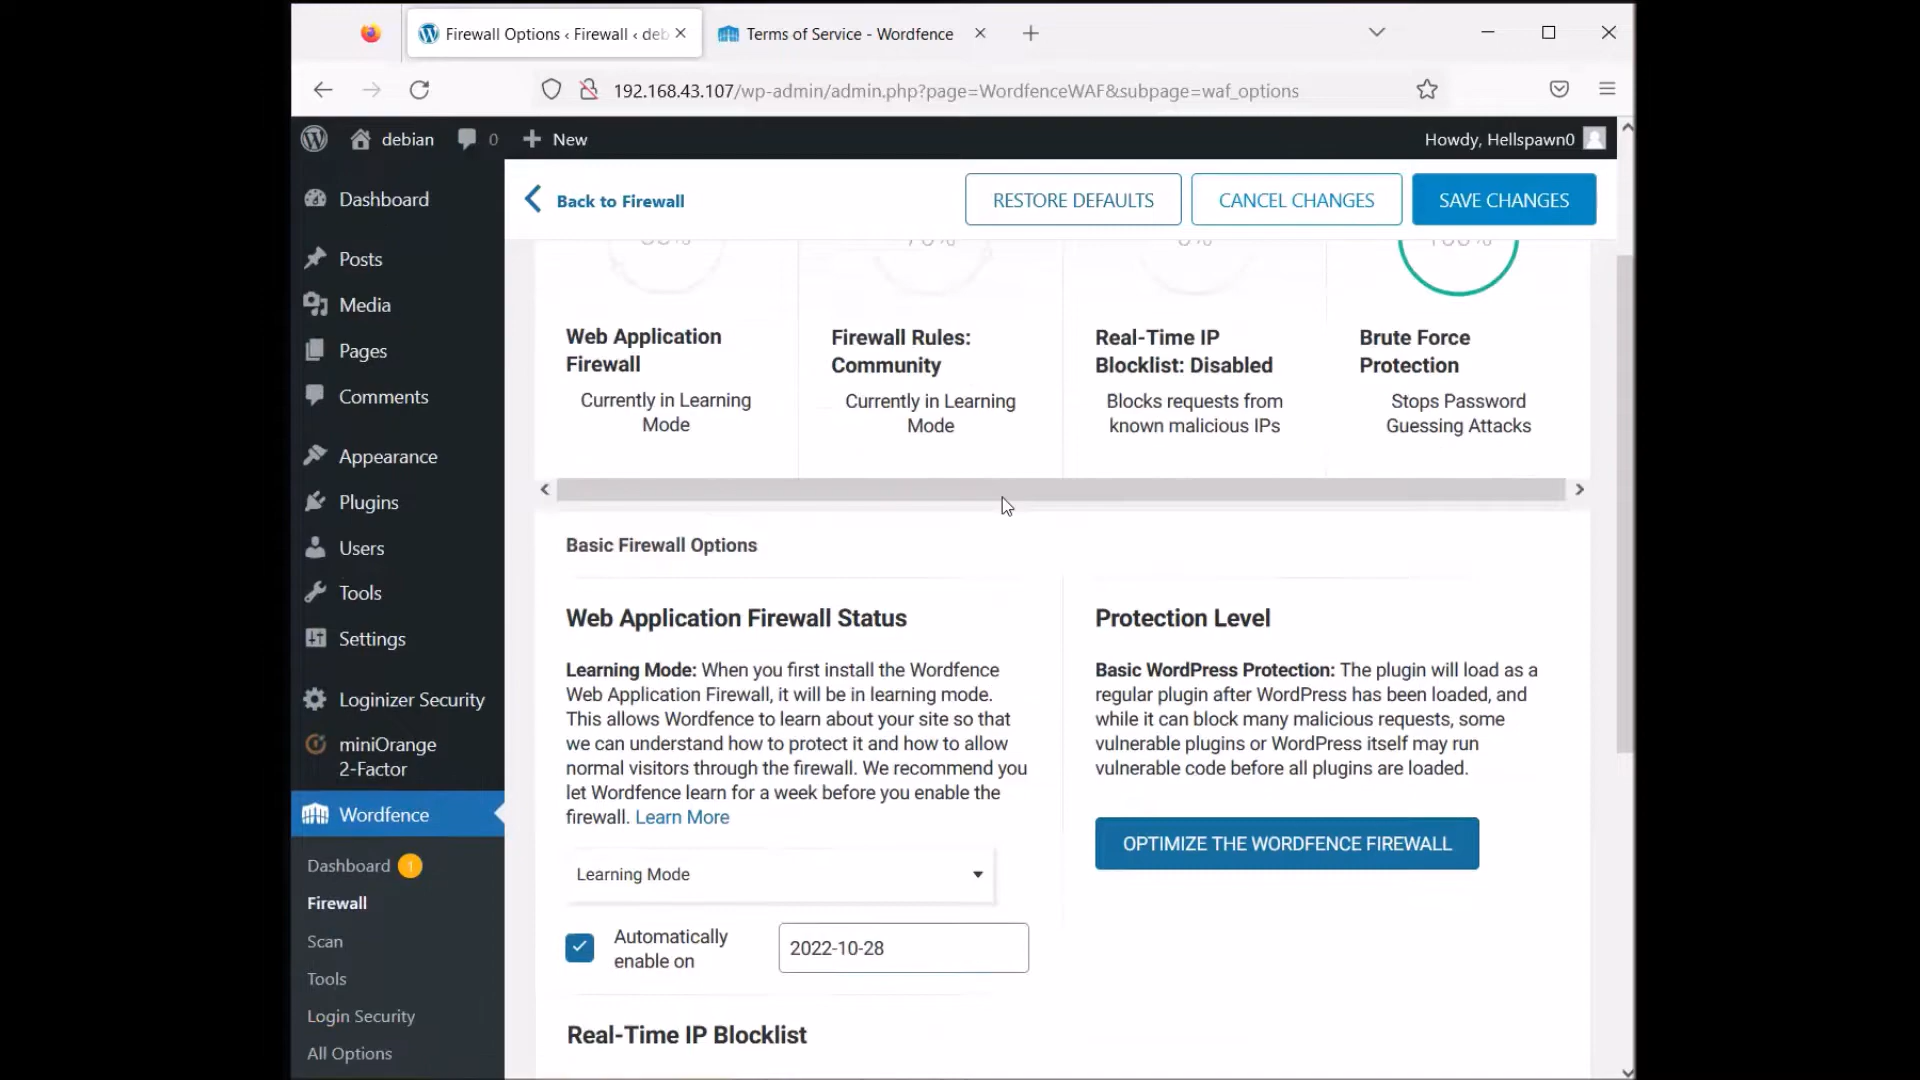 Firewall Options ‹ Firewall ‹ deb
Terms of Service - Wordfence
192.168.43.107/wp-admin/admin.php?page=WordfenceWAF&subpage=waf_options
debian
0
New
Howdy, Hellspawn0
Back to Firewall
RESTORE DEFAULTS
CANCEL CHANGES
SAVE CHANGES
Dashboard
Posts
Media
Pages
Comments
Appearance
Plugins
Users
Tools
Settings
Loginizer Security
miniOrange
2-Factor
Wordfence
Dashboard 1
Firewall
Scan
Tools
Login Security
All Options
100%
Web Application
Firewall
Currently in Learning
Mode
Firewall Rules:
Community
Currently in Learning
Mode
Real-Time IP
Blocklist: Disabled
Blocks requests from
known malicious IPs
Brute Force
Protection
Stops Password
Guessing Attacks
Basic Firewall Options
Web Application Firewall Status
Learning Mode: When you first install the Wordfence
Web Application Firewall, it will be in learning mode.
This allows Wordfence to learn about your site so that
we can understand how to protect it and how to allow
normal visitors through the firewall. We recommend you
let Wordfence learn for a week before you enable the
firewall. Learn More
Learning Mode
Automatically
enable on
2022-10-28
Protection Level
Basic WordPress Protection: The plugin will load as a
regular plugin after WordPress has been loaded, and
while it can block many malicious requests, some
vulnerable plugins or WordPress itself may run
vulnerable code before all plugins are loaded.
OPTIMIZE THE WORDFENCE FIREWALL
Real-Time IP Blocklist